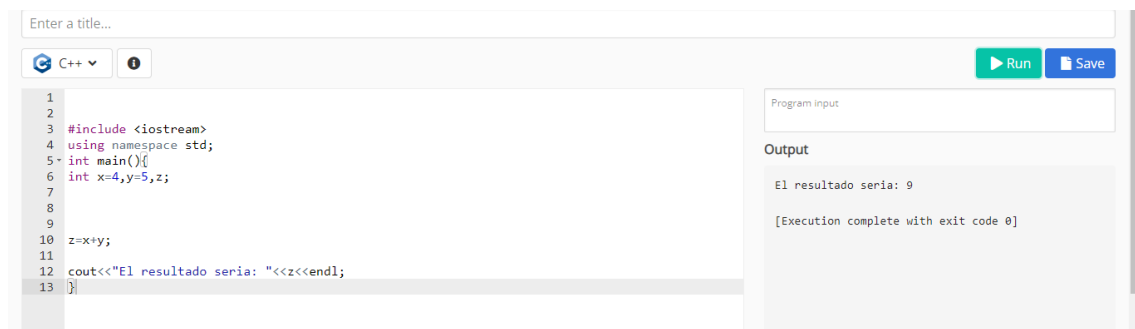 Enter a title...
C++
Run
Save
1
2
3 #include <iostream>
4 using namespace std;
5 int main(){
6 int x=4,y=5,z;
7
8
9
10 z=x+y;
11
12 cout<<"El resultado seria: "<<z<<endl;
13 }
Program input
Output
El resultado seria: 9
[Execution complete with exit code 0]